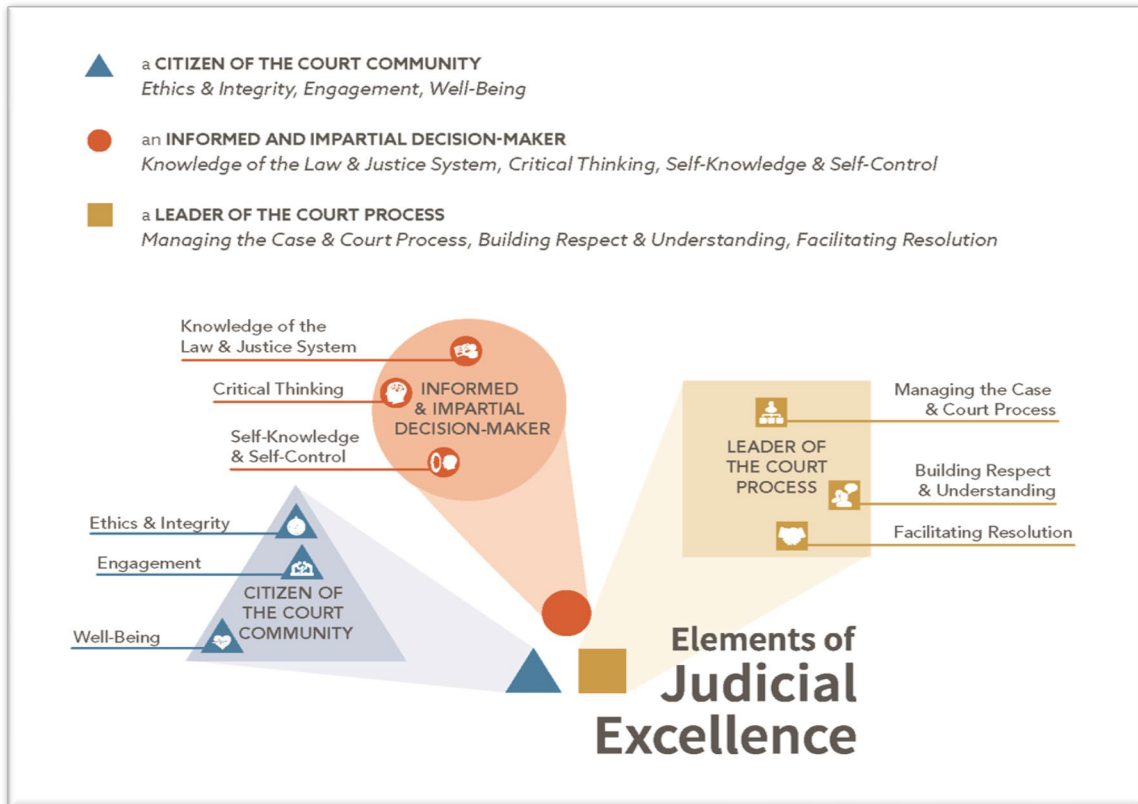 a CITIZEN OF THE COURT COMMUNITY
Ethics & Integrity, Engagement, Well-Being
an INFORMED AND IMPARTIAL DECISION-MAKER
Knowledge of the Law & Justice System, Critical Thinking, Self-Knowledge & Self-Control
a LEADER OF THE COURT PROCESS
Managing the Case & Court Process, Building Respect & Understanding, Facilitating Resolution
Knowledge of the
Law & Justice System
Critical Thinking
Self-Knowledge
& Self-Control
INFORMED
& IMPARTIAL
DECISION-MAKER
Ethics & Integrity
Engagement
Well-Being
CITIZEN OF
THE COURT
COMMUNITY
LEADER OF
THE COURT
PROCESS
Managing the Case
& Court Process
Building Respect
& Understanding
Facilitating Resolution
Elements of
Judicial
Excellence